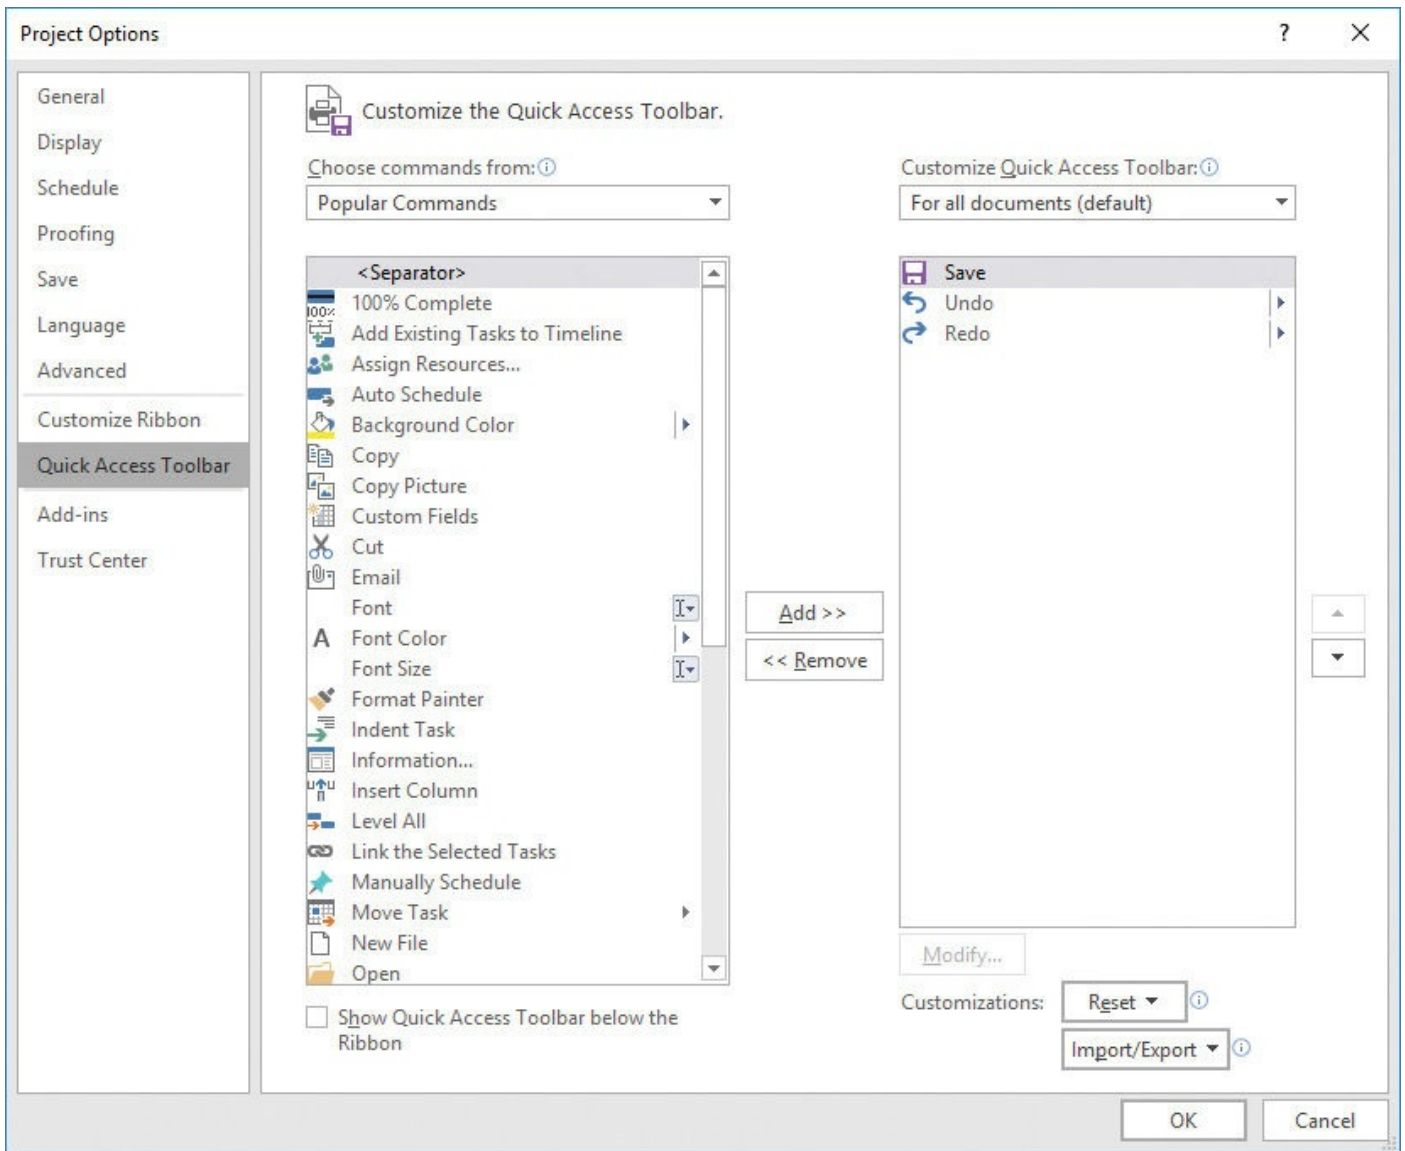 Project Options
?
General
Display
Schedule
Proofing
Save
Language
Advanced
Customize Ribbon
Quick Access Toolbar
Add-ins
Trust Center
Customize the Quick Access Toolbar.
Choose commands from:
Popular Commands
<Separator>
100% Complete
Add Existing Tasks to Timeline
Assign Resources...
Auto Schedule
Background Color
Copy
Copy Picture
Custom Fields
Cut
Email
Font
Font Color
Font Size
Format Painter
Indent Task
Information...
Insert Column
Level All
Link the Selected Tasks
Manually Schedule
Move Task
New File
Open
Show Quick Access Toolbar below the
Ribbon
Add >>
<< Remove
Customize Quick Access Toolbar:
For all documents (default)
Save
Undo
Redo
Modify...
Customizations:
Reset
Import/Export
OK
Cancel